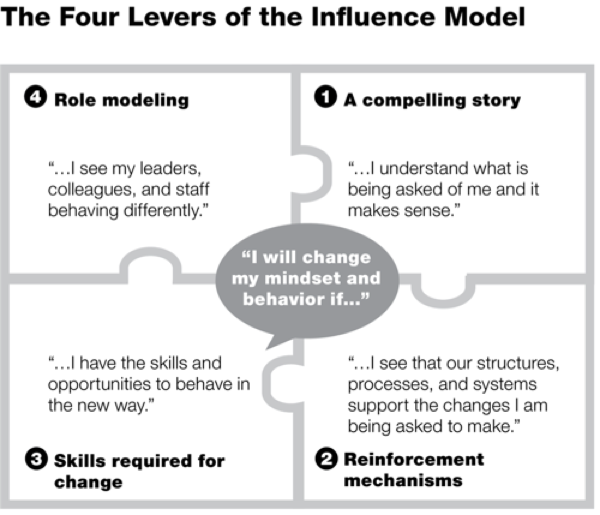 The Four Levers of the Influence Model
4 Role modeling
“...I see my leaders,
colleagues, and staff
behaving differently.”
1 A compelling story
“...I understand what is
being asked of me and it
makes sense.”
“I will change
my mindset and
behavior if...”
“...I have the skills and
opportunities to behave in
the new way.”
3 Skills required for
change
“...I see that our structures,
processes, and systems
support the changes I am
being asked to make.”
2 Reinforcement
mechanisms